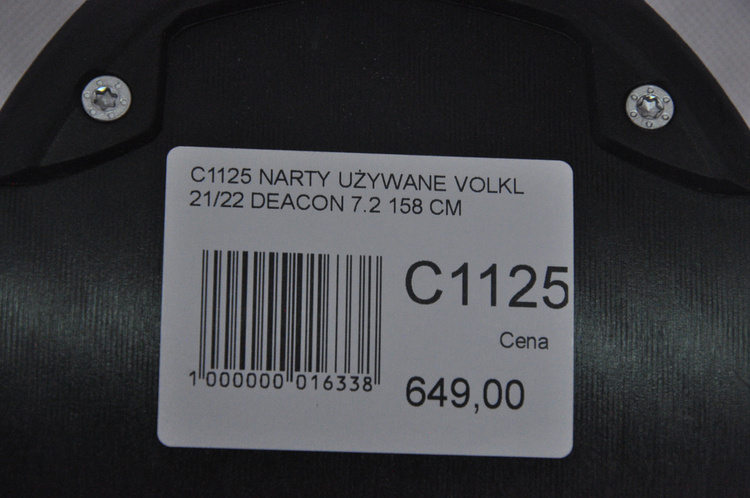 C1125 NARTY UŻYWANE VOLKL
21/22 DEACON 7.2 158 CM
C1125
Cena
649,00
1 000000 016338